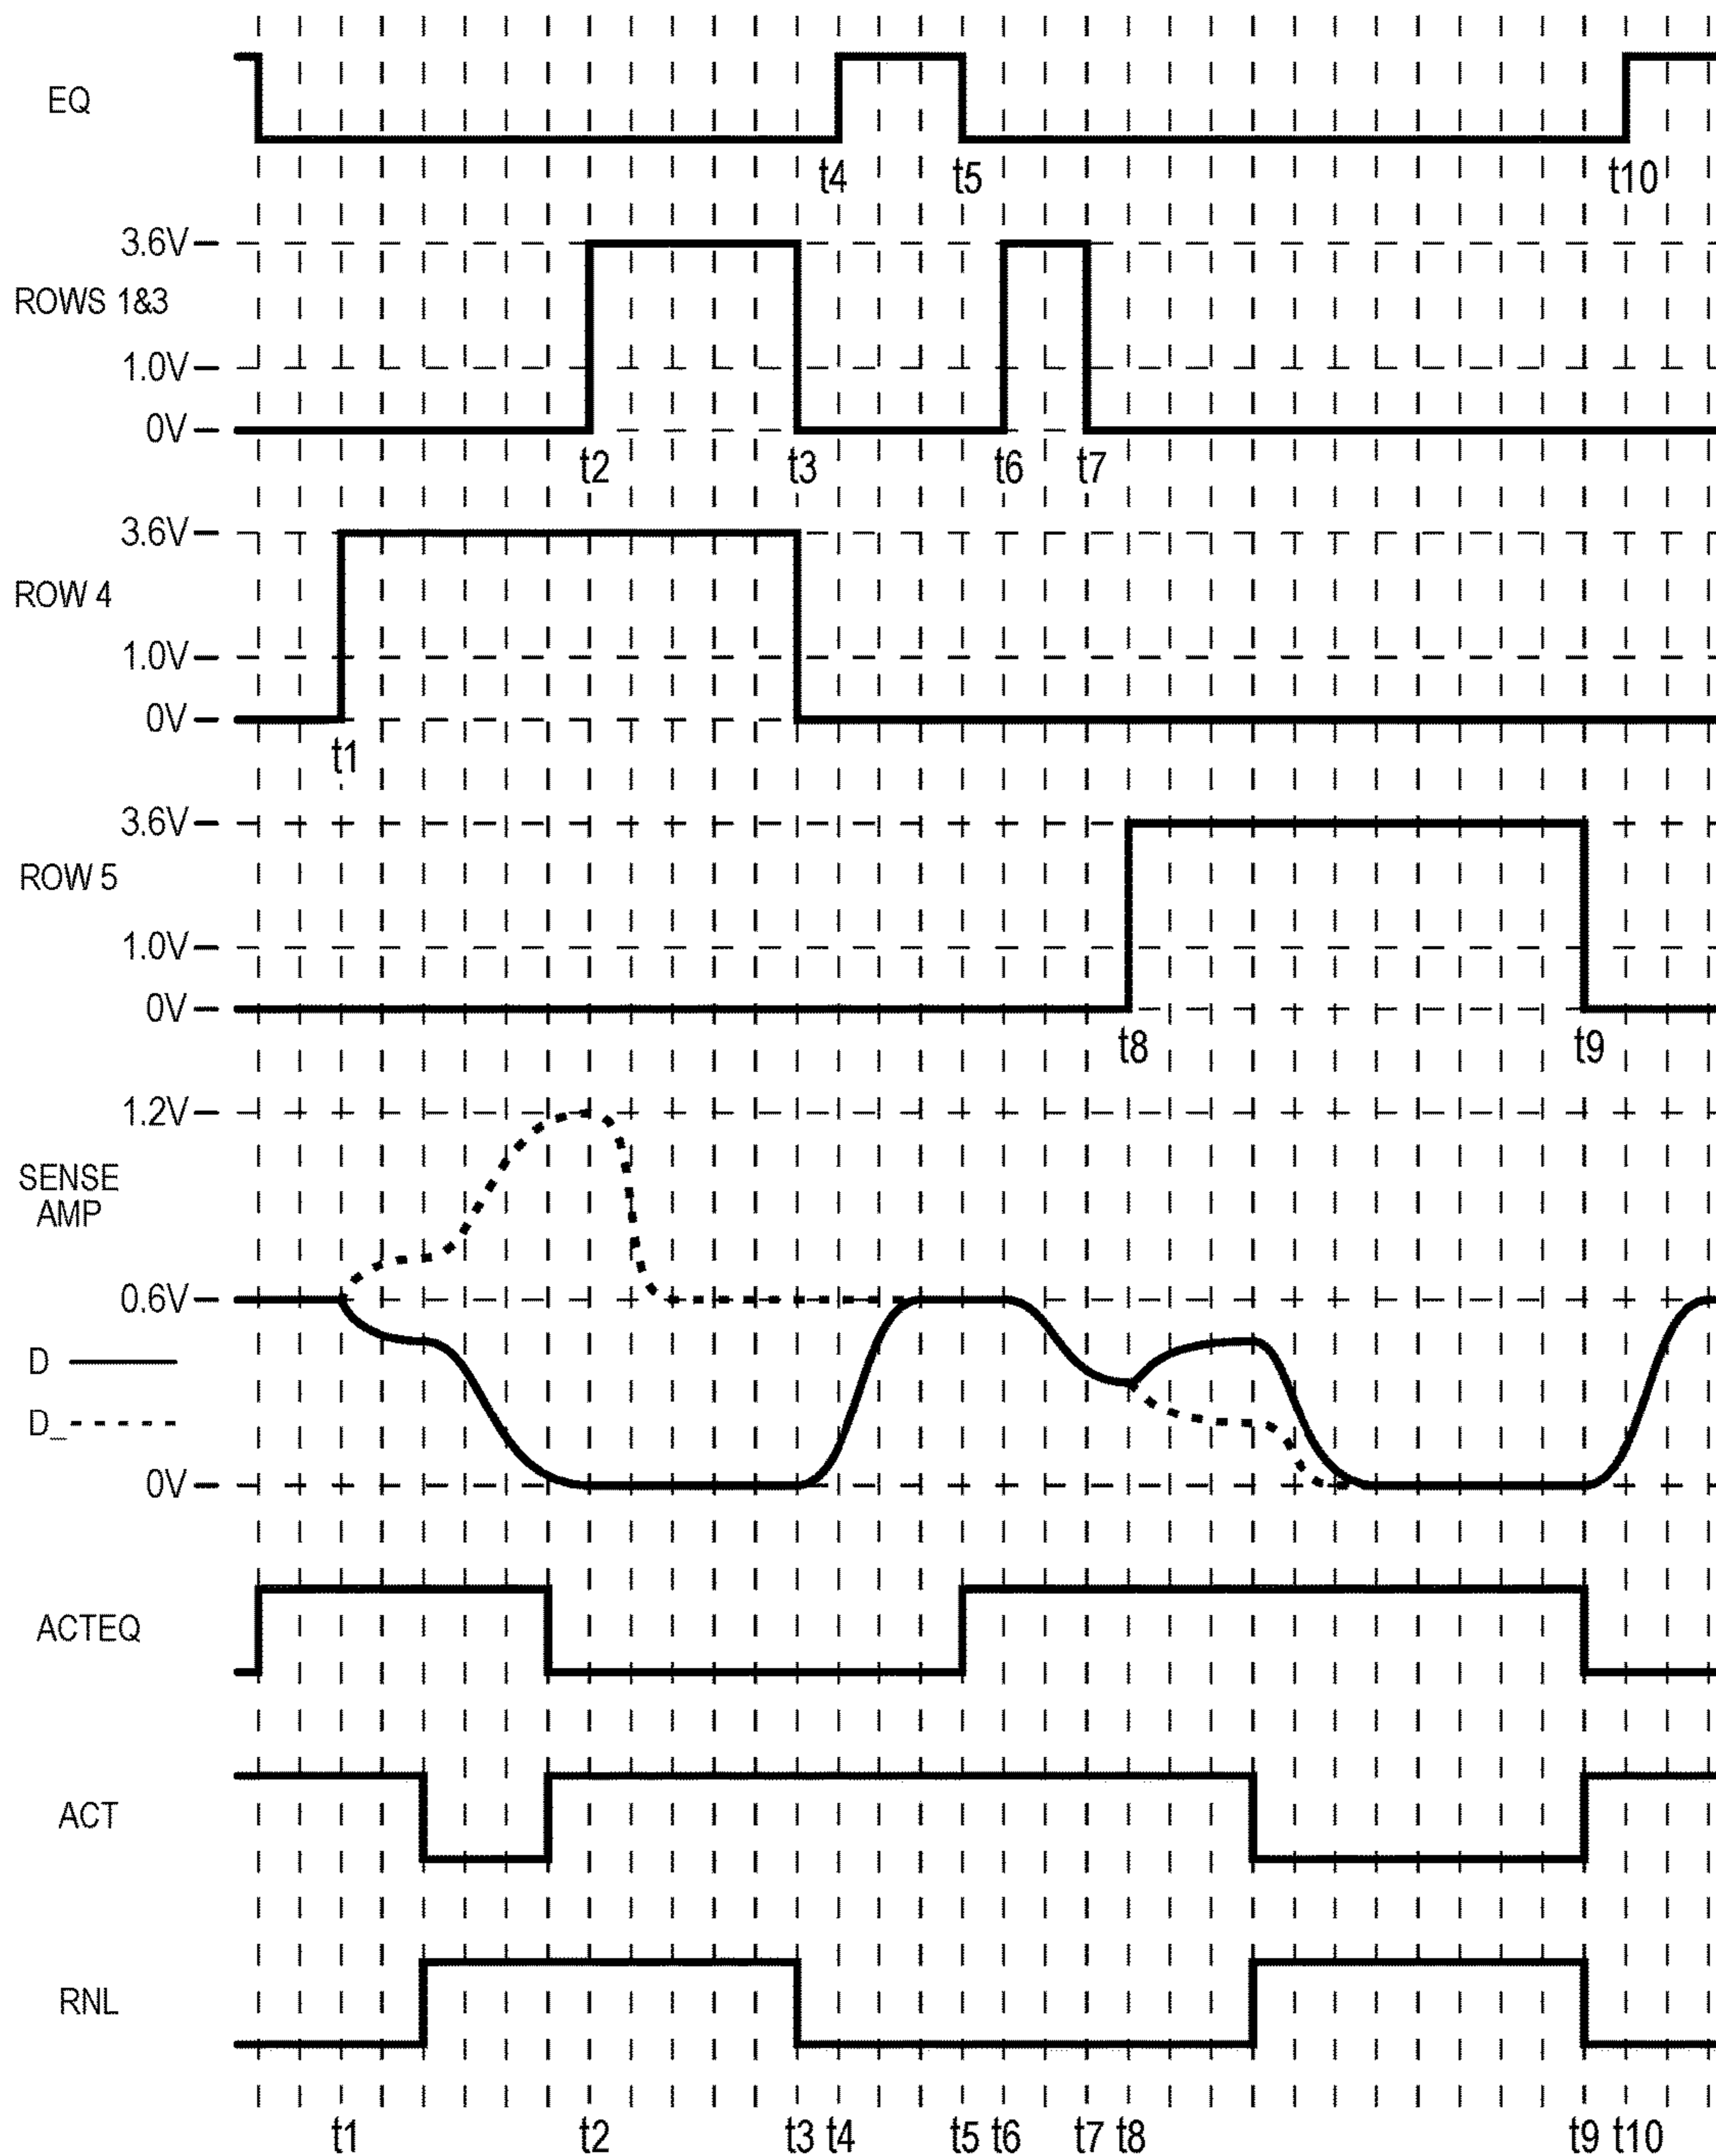 EQ
t4
t5
t10
3.6V
ROWS 1&3
1.0V
0V
t2
t3
t6
t7
3.6V
ROW 4
1.0V
0V
t1
3.6V
ROW 5
1.0V
0V
t8
t9
1.2V
SENSE
AMP
0.6V
D
D_
0V
ACTEQ
ACT
RNL
t1 t2 t3 t4 t5 t6 t7 t8 t9 t10